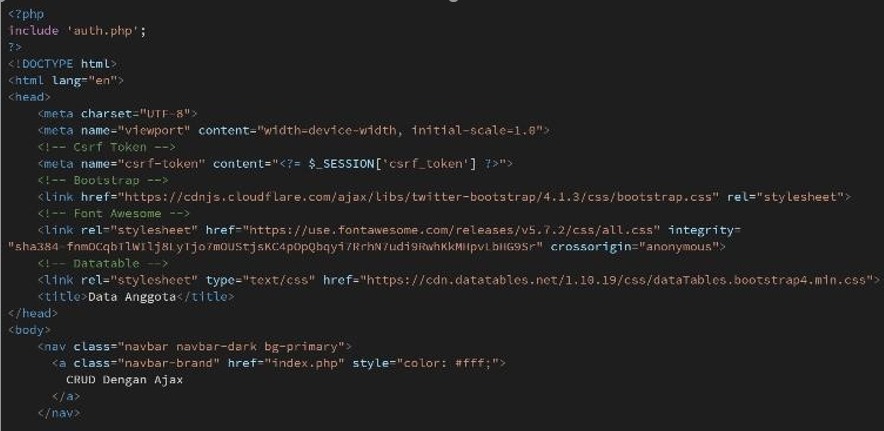 <?php
include 'auth.php';
?>
<!DOCTYPE html>
<html lang="en">
<head>
<meta charset="UTF-8">
<meta name="viewport" content="width=device-width, initial-scale=1.0">
<!-- Csrf Token -->
<meta name="csrf-token" content="<?= $_SESSION['csrf_token'] ?>">
<!-- Bootstrap -->
<link href="https://cdnjs.cloudflare.com/ajax/libs/twitter-bootstrap/4.1.3/css/bootstrap.css" rel="stylesheet">
<!-- Font Awesome -->
<link rel="stylesheet" href="https://use.fontawesome.com/releases/v5.7.2/css/all.css" integrity=
"sha384-fnmOCqbTlWIlj8LyTjo7mOUStjsKC4pOpQbqyi7RrhN7udi9RwhKkMHpvLbHG9Sr" crossorigin="anonymous">
<!-- Datatable -->
<link rel="stylesheet" type="text/css" href="https://cdn.datatables.net/1.10.19/css/dataTables.bootstrap4.min.css">
<title>Data Anggota</title>
</head>
<body>
<nav class="navbar navbar-dark bg-primary">
<a class="navbar-brand" href="index.php" style="color: #fff;">
CRUD Dengan Ajax
</a>
</nav>